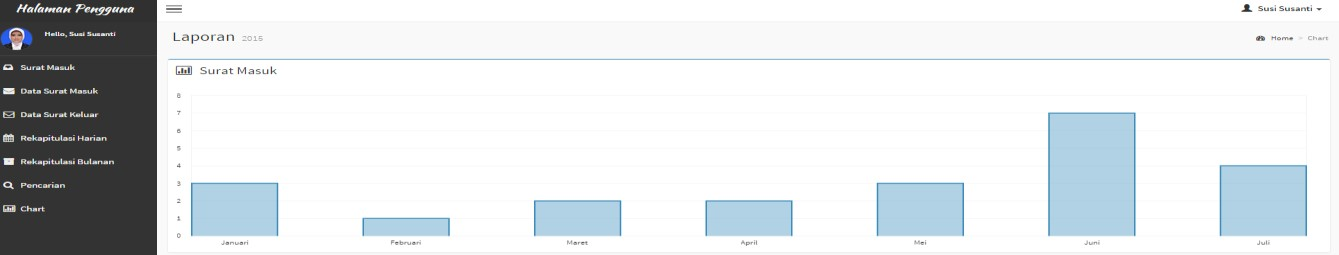 Halaman Pengguna
Hello, Susi Susanti
Surat Masuk
Data Surat Masuk
Data Surat Keluar
Rekapitulasi Harian
Rekapitulasi Bulanan
Pencarian
Chart
Susi Susanti
Laporan 2015
Home > Chart
Surat Masuk
8
7
6
5
4
3
2
1
0
Januari Februari Maret April Mei Juni Juli